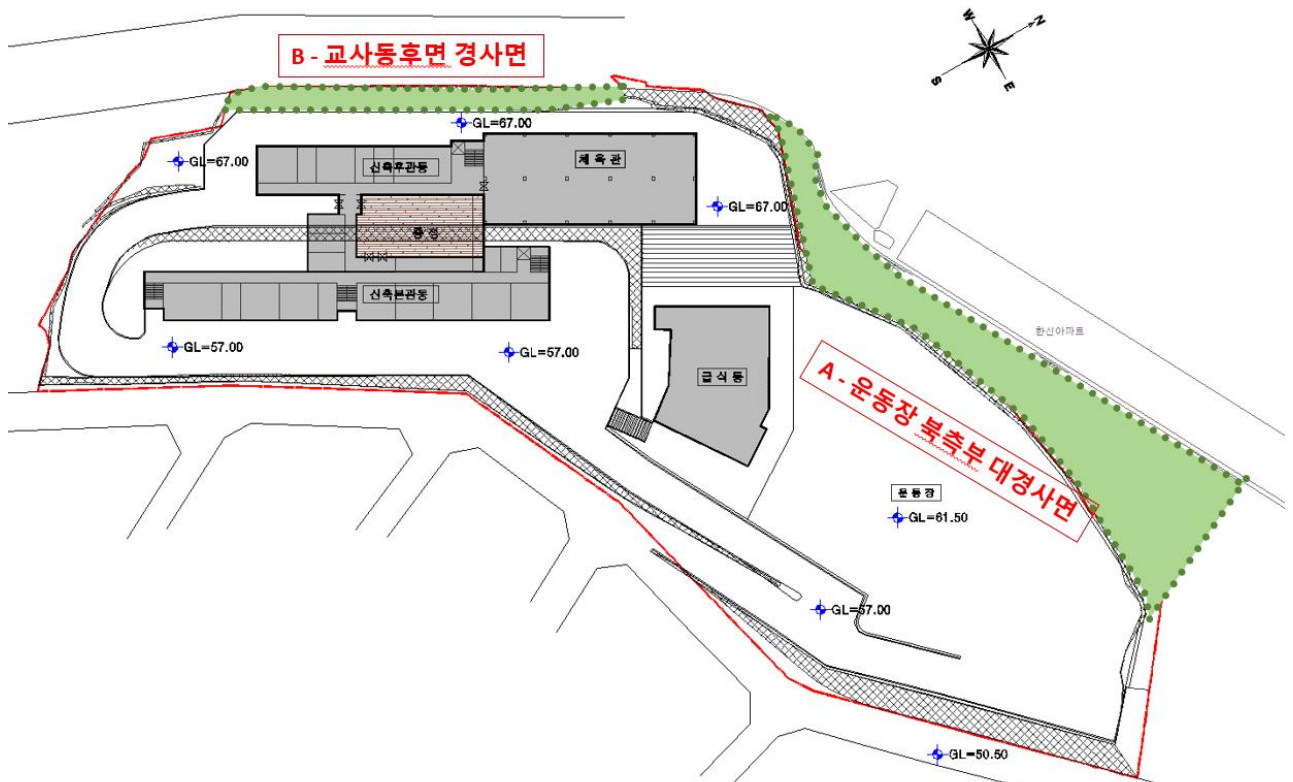 W
N
S
E
B - 교사동후면 경사면
GL=67.00
GL=67.00
신축후관동
체 육 관
GL=67.00
중 정
신축본관동
GL=57.00
GL=57.00
급 식 동
한신아파트
A - 운동장 북측부 대경사면
운 동 장
GL=61.50
GL=57.00
GL=50.50